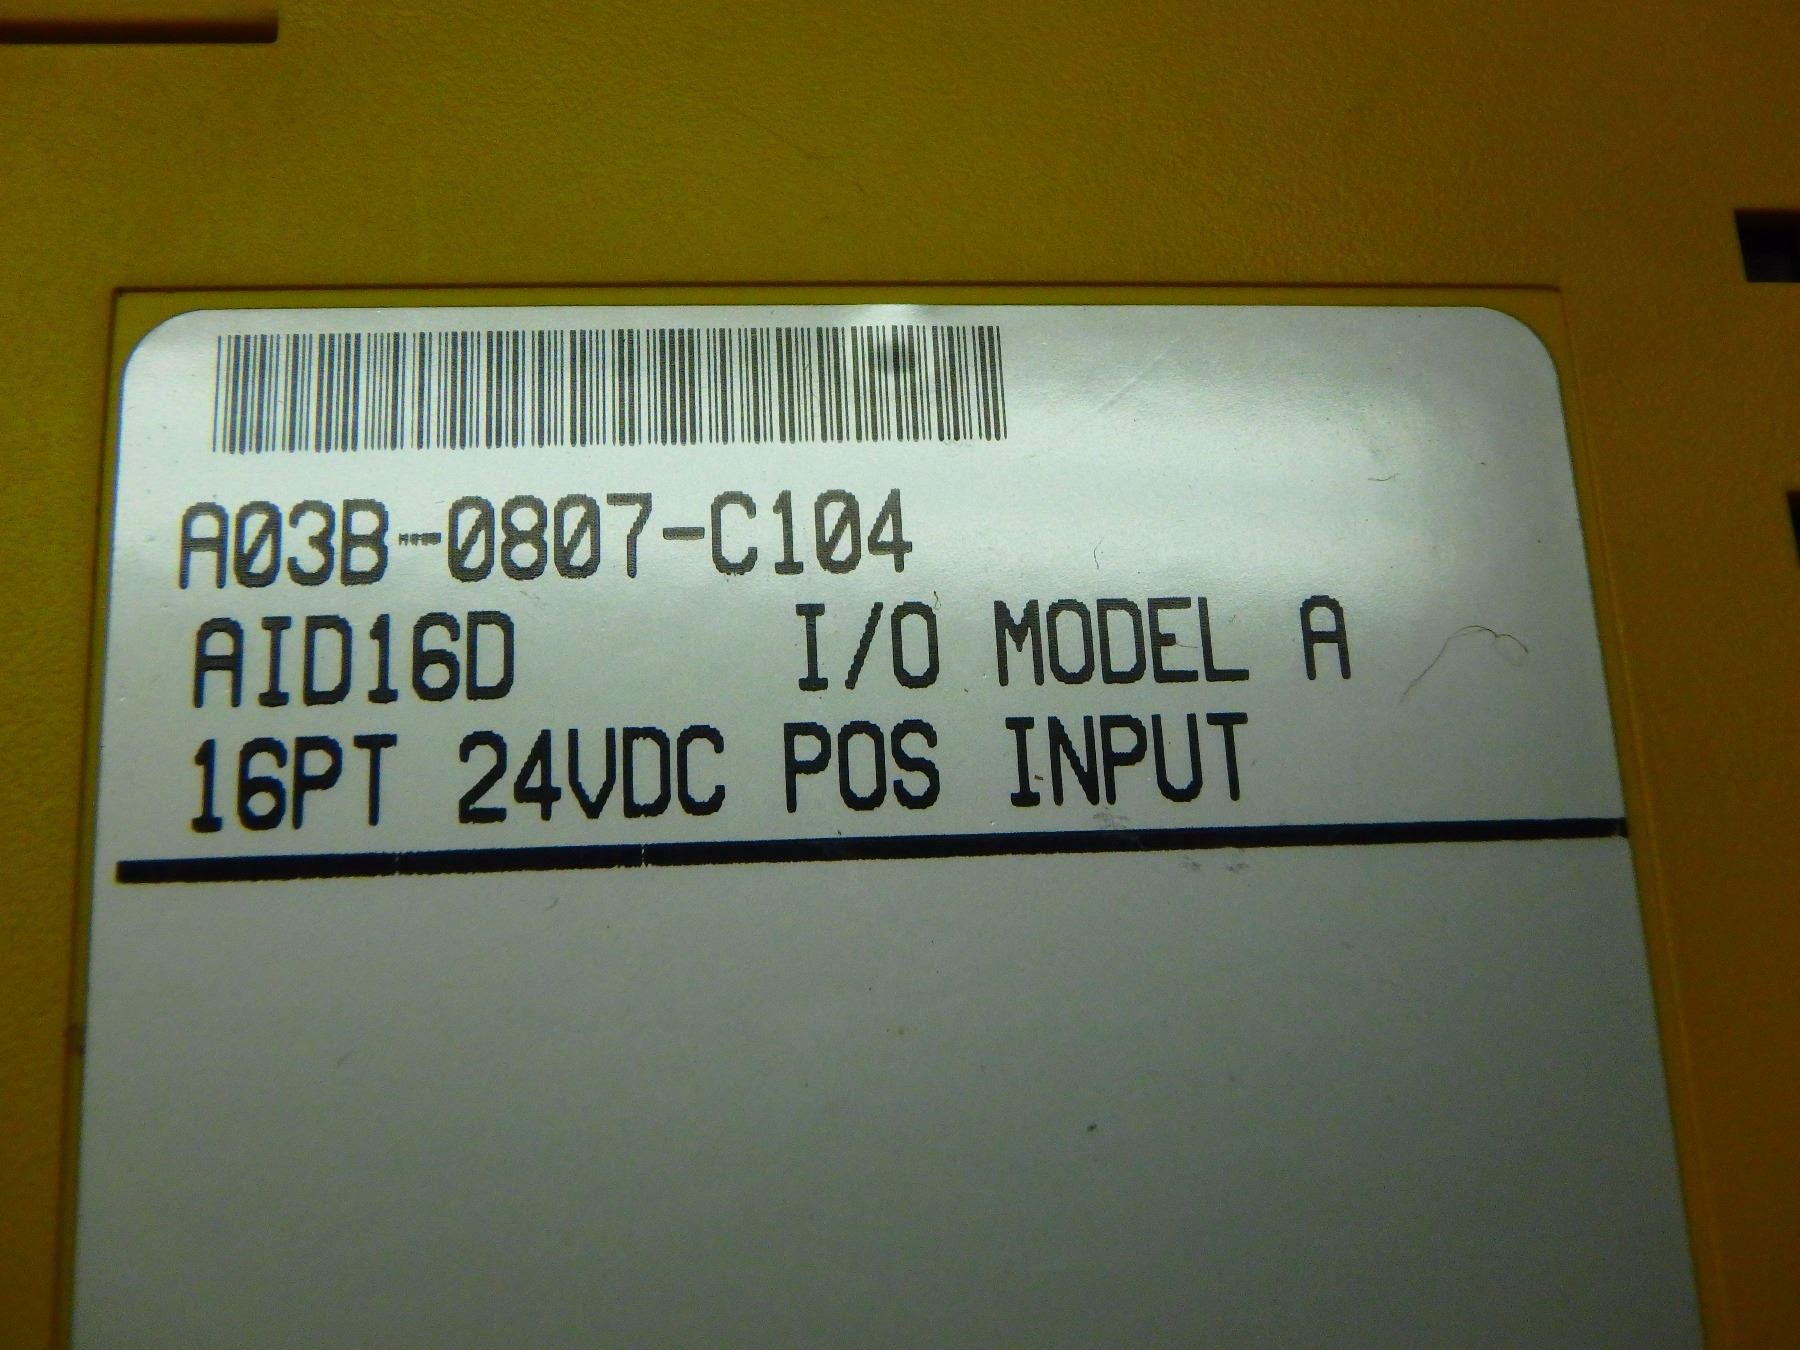 A03B-0807-C104
AID16D I/O MODEL A
16PT 24VDC POS INPUT